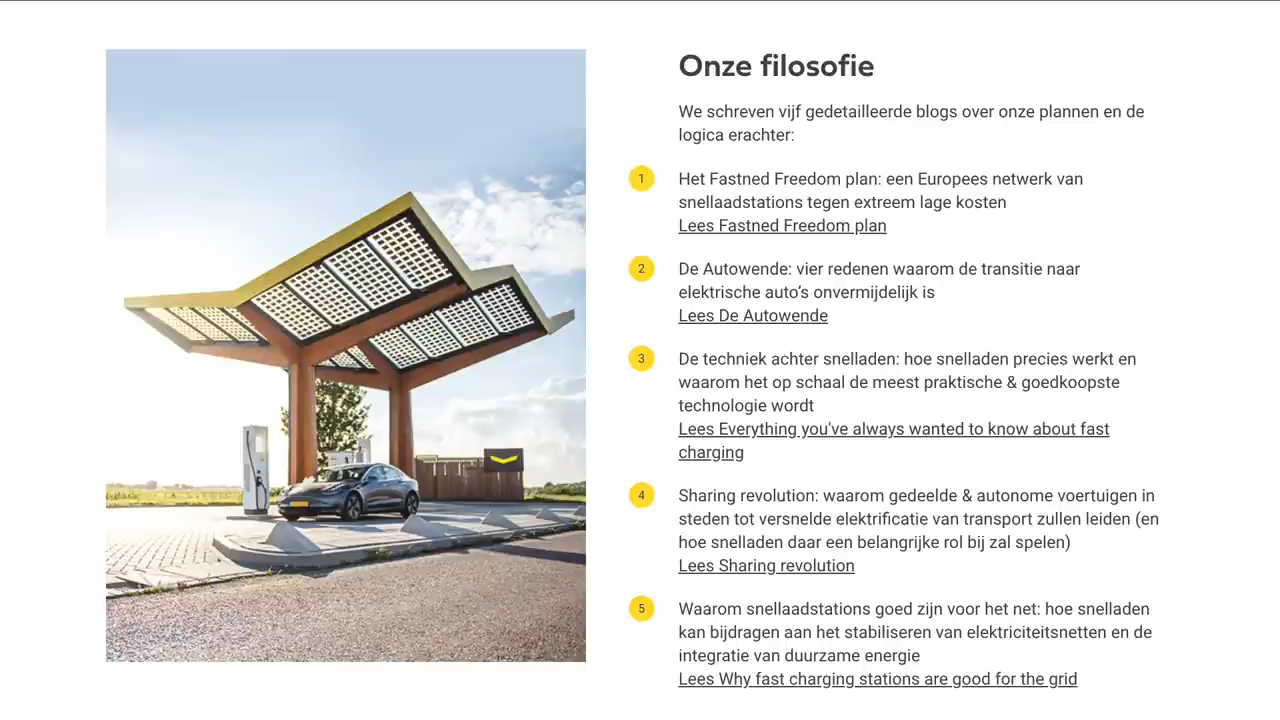 Onze filosofie
We schreven vijf gedetailleerde blogs over onze plannen en de
logica erachter:
1
Het Fastned Freedom plan: een Europees netwerk van
snellaadstations tegen extreem lage kosten
Lees Fastned Freedom plan
2
De Autowende: vier redenen waarom de transitie naar
elektrische auto’s onvermijdelijk is
Lees De Autowende
3
De techniek achter snelladen: hoe snelladen precies werkt en
waarom het op schaal de meest praktische & goedkoopste
technologie wordt
Lees Everything you've always wanted to know about fast
charging
4
Sharing revolution: waarom gedeelde & autonome voertuigen in
steden tot versnelde elektrificatie van transport zullen leiden (en
hoe snelladen daar een belangrijke rol bij zal spelen)
Lees Sharing revolution
5
Waarom snellaadstations goed zijn voor het net: hoe snelladen
kan bijdragen aan het stabiliseren van elektriciteitsnetten en de
integratie van duurzame energie
Lees Why fast charging stations are good for the grid